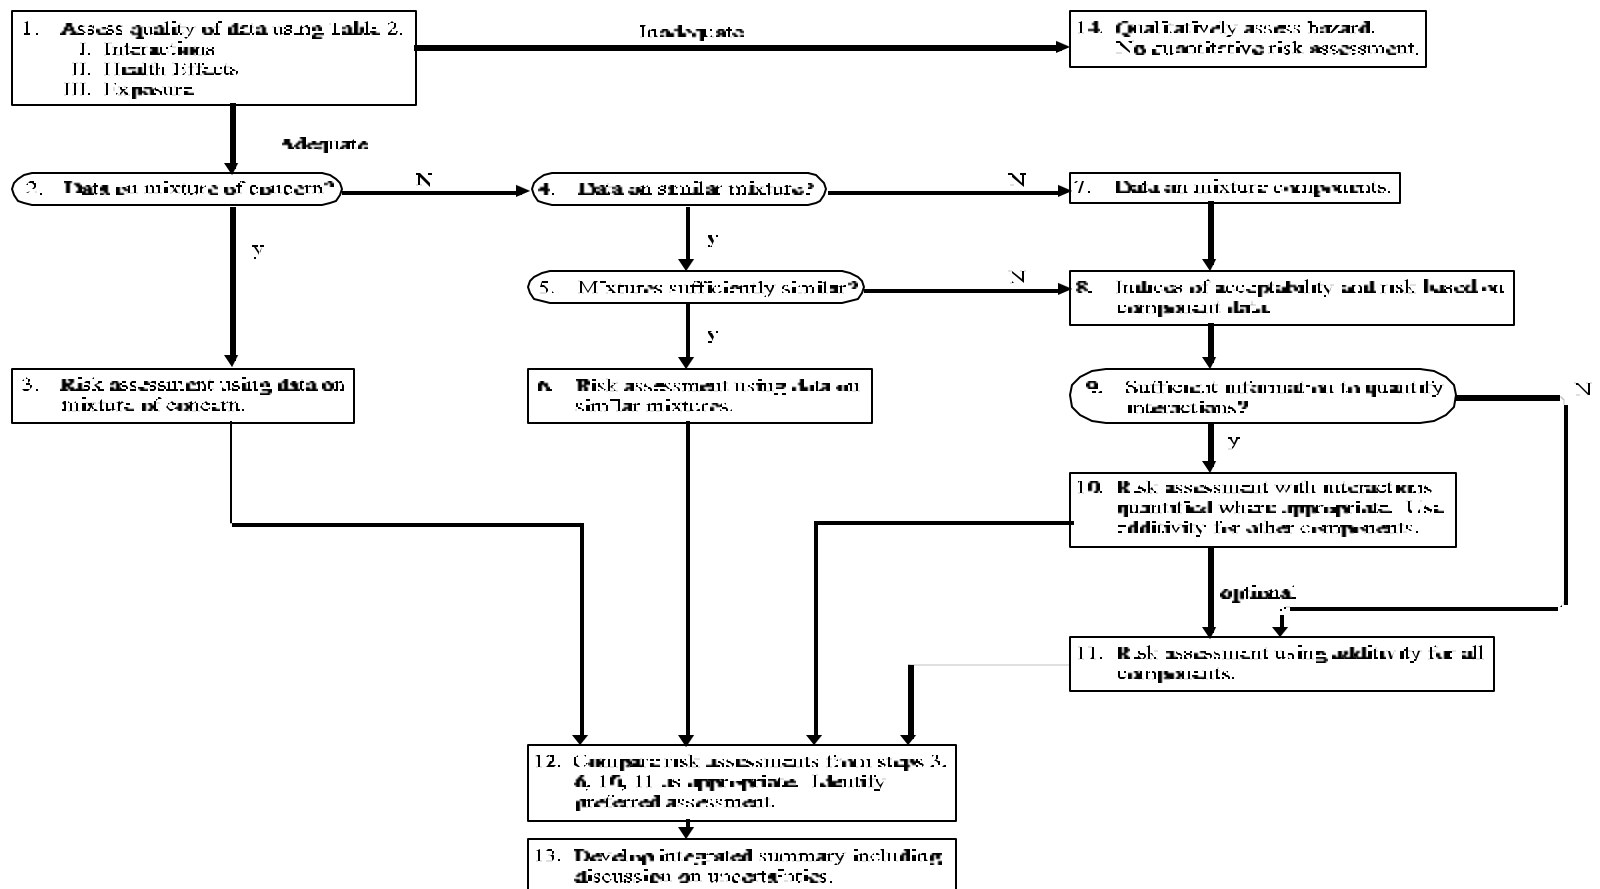 1. Assess quality of data using Table 2.
I. Interactions
II. Health Effects
III. Exposure
Inadequate
14. Qualitatively assess hazard.
No quantitative risk assessment.
Adequate
2. Data on mixture of concern?
N
4. Data on similar mixture?
N
7. Data on mixture components.
y
y
5. Mixtures sufficiently similar?
N
8. Indices of acceptability and risk based on
component data.
y
3. Risk assessment using data on
mixture of concern.
6. Risk assessment using data on
similar mixtures.
9. Sufficient information to quantify
interactions?
N
y
10. Risk assessment with interactions
quantified where appropriate. Use
additivity for other components.
optional
11. Risk assessment using additivity for all
components.
12. Compare risk assessments from steps 3,
6, 10, 11 as appropriate. Identify
preferred assessment.
13. Develop integrated summary including
discussion on uncertainties.